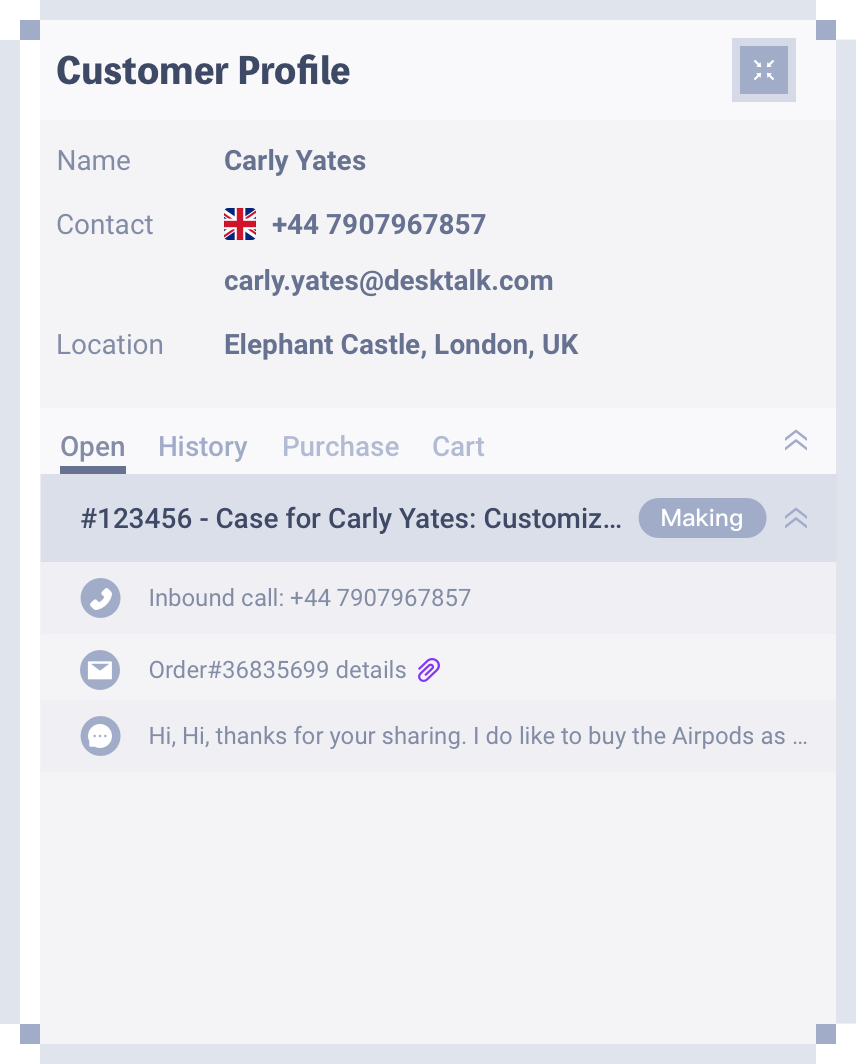 Customer Profile
Name Carly Yates
Contact +44 7907967857
carly.yates@desktalk.com
Location Elephant Castle, London, UK
Open History Purchase Cart
#123456 - Case for Carly Yates: Customiz... Making
Inbound call: +44 7907967857
Order#36835699 details
Hi, Hi, thanks for your sharing. I do like to buy the Airpods as ...